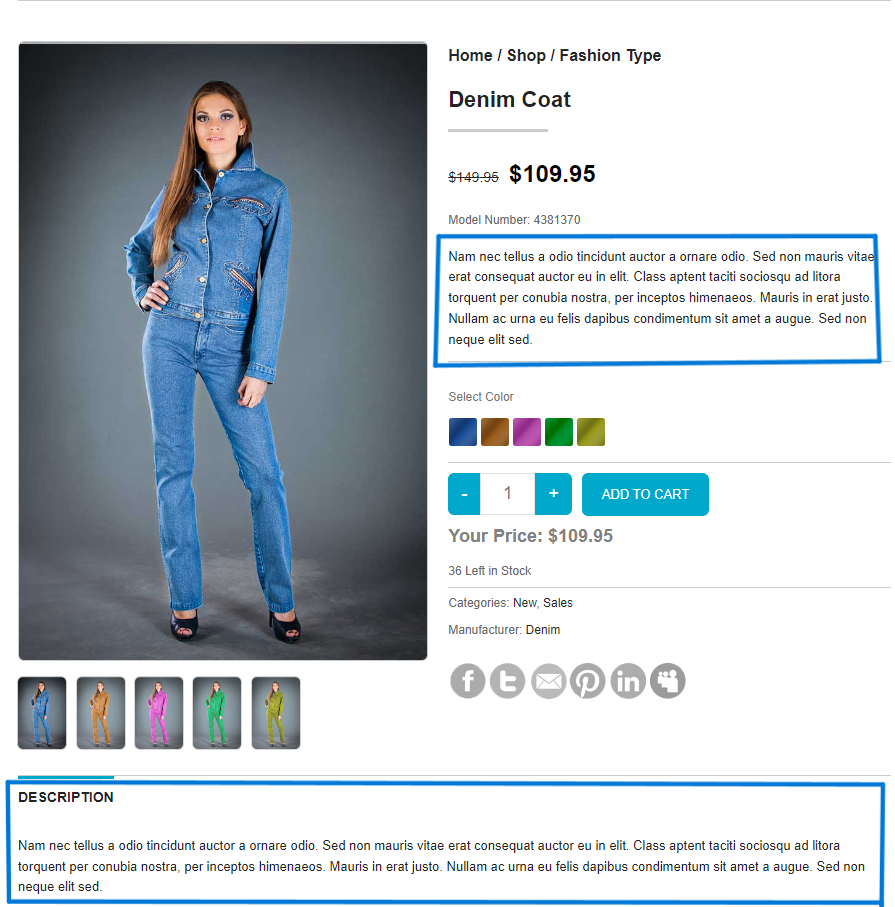 Home / Shop / Fashion Type
Denim Coat
$149.95 $109.95
Model Number: 4381370
Nam nec tellus a odio tincidunt auctor a ornare odio. Sed non mauris vitae
erat consequat auctor eu in elit. Class aptent taciti sociosqu ad litora
torquent per conubia nostra, per inceptos himenaeos. Mauris in erat justo.
Nullam ac urna eu felis dapibus condimentum sit amet a augue. Sed non
neque elit sed.
Select Color
- 1 + ADD TO CART
Your Price: $109.95
36 Left in Stock
Categories: New, Sales
Manufacturer: Denim
DESCRIPTION
Nam nec tellus a odio tincidunt auctor a ornare odio. Sed non mauris vitae erat consequat auctor eu in elit. Class aptent taciti sociosqu ad litora
torquent per conubia nostra, per inceptos himenaeos. Mauris in erat justo. Nullam ac urna eu felis dapibus condimentum sit amet a augue. Sed non
neque elit sed.